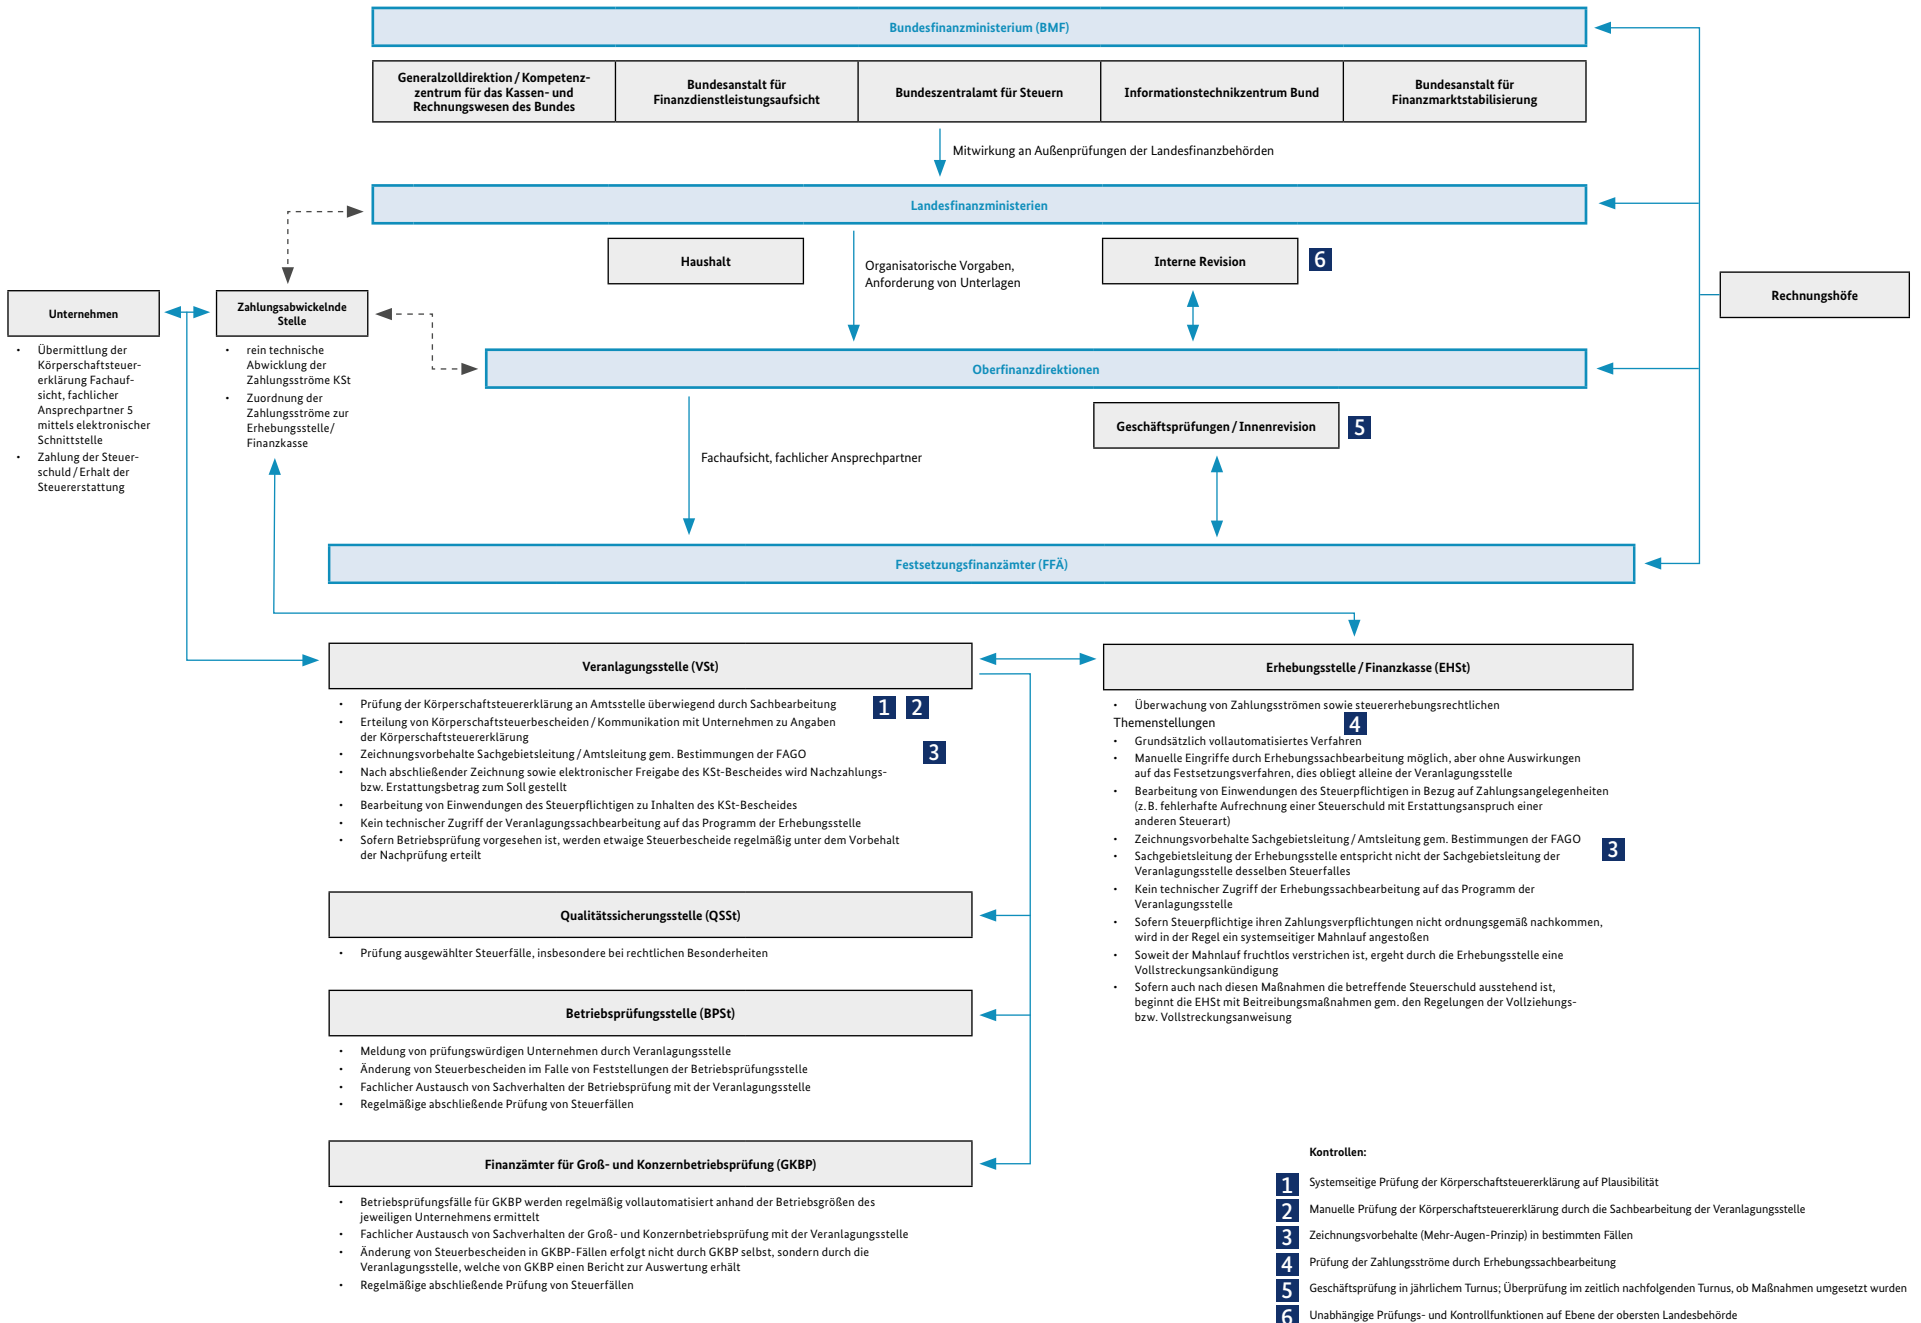 Bundesfinanzministerium (BMF)
Generalzolldirektion / Kompetenz-
zentrum für das Kassen- und
Rechnungswesen des Bundes
Bundesanstalt für
Finanzdienstleistungsaufsicht
Bundeszentralamt für Steuern
Informationstechnikzentrum Bund
Bundesanstalt für
Finanzmarktstabilisierung
Mitwirkung an Außenprüfungen der Landesfinanzbehörden
Landesfinanzministerien
Haushalt
Organisatorische Vorgaben,
Anforderung von Unterlagen
Interne Revision
6
Rechnungshöfe
Unternehmen
• Übermittlung der
Körperschaftsteuer-
erklärung Fachauf-
sicht, fachlicher
Ansprechpartner 5
mittels elektronischer
Schnittstelle
• Zahlung der Steuer-
schuld / Erhalt der
Steuererstattung
Zahlungsabwickelnde
Stelle
• rein technische
Abwicklung der
Zahlungsströme KSt
• Zuordnung der
Zahlungsströme zur
Erhebungsstelle/
Finanzkasse
Oberfinanzdirektionen
Geschäftsprüfungen / Innenrevision
5
Fachaufsicht, fachlicher Ansprechpartner
Festsetzungsfinanzämter (FFÄ)
Veranlagungsstelle (VSt)
• Prüfung der Körperschaftsteuererklärung an Amtsstelle überwiegend durch Sachbearbeitung
1 2
• Erteilung von Körperschaftsteuerbescheiden / Kommunikation mit Unternehmen zu Angaben
der Körperschaftsteuererklärung
• Zeichnungsvorbehalte Sachgebietsleitung / Amtsleitung gem. Bestimmungen der FAGO
3
• Nach abschließender Zeichnung sowie elektronischer Freigabe des KSt-Bescheides wird Nachzahlungs-
bzw. Erstattungsbetrag zum Soll gestellt
• Bearbeitung von Einwendungen des Steuerpflichtigen zu Inhalten des KSt-Bescheides
• Kein technischer Zugriff der Veranlagungssachbearbeitung auf das Programm der Erhebungsstelle
• Sofern Betriebsprüfung vorgesehen ist, werden etwaige Steuerbescheide regelmäßig unter dem Vorbehalt
der Nachprüfung erteilt
Qualitätssicherungsstelle (QSSt)
• Prüfung ausgewählter Steuerfälle, insbesondere bei rechtlichen Besonderheiten
Betriebsprüfungsstelle (BPSt)
• Meldung von prüfungswürdigen Unternehmen durch Veranlagungsstelle
• Änderung von Steuerbescheiden im Falle von Feststellungen der Betriebsprüfungsstelle
• Fachlicher Austausch von Sachverhalten der Betriebsprüfung mit der Veranlagungsstelle
• Regelmäßige abschließende Prüfung von Steuerfällen
Finanzämter für Groß- und Konzernbetriebsprüfung (GKBP)
• Betriebsprüfungsfälle für GKBP werden regelmäßig vollautomatisiert anhand der Betriebsgrößen des
jeweiligen Unternehmens ermittelt
• Fachlicher Austausch von Sachverhalten der Groß- und Konzernbetriebsprüfung mit der Veranlagungsstelle
• Änderung von Steuerbescheiden in GKBP-Fällen erfolgt nicht durch GKBP selbst, sondern durch die
Veranlagungsstelle, welche von GKBP einen Bericht zur Auswertung erhält
• Regelmäßige abschließende Prüfung von Steuerfällen
Erhebungsstelle / Finanzkasse (EHSt)
• Überwachung von Zahlungsströmen sowie steuererhebungsrechtlichen
Themenstellungen
4
• Grundsätzlich vollautomatisiertes Verfahren
• Manuelle Eingriffe durch Erhebungssachbearbeitung möglich, aber ohne Auswirkungen
auf das Festsetzungsverfahren, dies obliegt alleine der Veranlagungsstelle
• Bearbeitung von Einwendungen des Steuerpflichtigen in Bezug auf Zahlungsangelegenheiten
(z. B. fehlerhafte Aufrechnung einer Steuerschuld mit Erstattungsanspruch einer
anderen Steuerart)
• Zeichnungsvorbehalte Sachgebietsleitung / Amtsleitung gem. Bestimmungen der FAGO
3
• Sachgebietsleitung der Erhebungsstelle entspricht nicht der Sachgebietsleitung der
Veranlagungsstelle desselben Steuerfalles
• Kein technischer Zugriff der Erhebungssachbearbeitung auf das Programm der
Veranlagungsstelle
• Sofern Steuerpflichtige ihren Zahlungsverpflichtungen nicht ordnungsgemäß nachkommen,
wird in der Regel ein systemseitiger Mahnlauf angestoßen
• Soweit der Mahnlauf fruchtlos verstrichen ist, ergeht durch die Erhebungsstelle eine
Vollstreckungsankündigung
• Sofern auch nach diesen Maßnahmen die betreffende Steuerschuld ausstehend ist,
beginnt die EHSt mit Beitreibungsmaßnahmen gem. den Regelungen der Vollziehungs-
bzw. Vollstreckungsanweisung
Kontrollen:
1 Systemseitige Prüfung der Körperschaftsteuererklärung auf Plausibilität
2 Manuelle Prüfung der Körperschaftsteuererklärung durch die Sachbearbeitung der Veranlagungsstelle
3 Zeichnungsvorbehalte (Mehr-Augen-Prinzip) in bestimmten Fällen
4 Prüfung der Zahlungsströme durch Erhebungssachbearbeitung
5 Geschäftsprüfung in jährlichem Turnus; Überprüfung im zeitlich nachfolgenden Turnus, ob Maßnahmen umgesetzt wurden
6 Unabhängige Prüfungs- und Kontrollfunktionen auf Ebene der obersten Landesbehörde